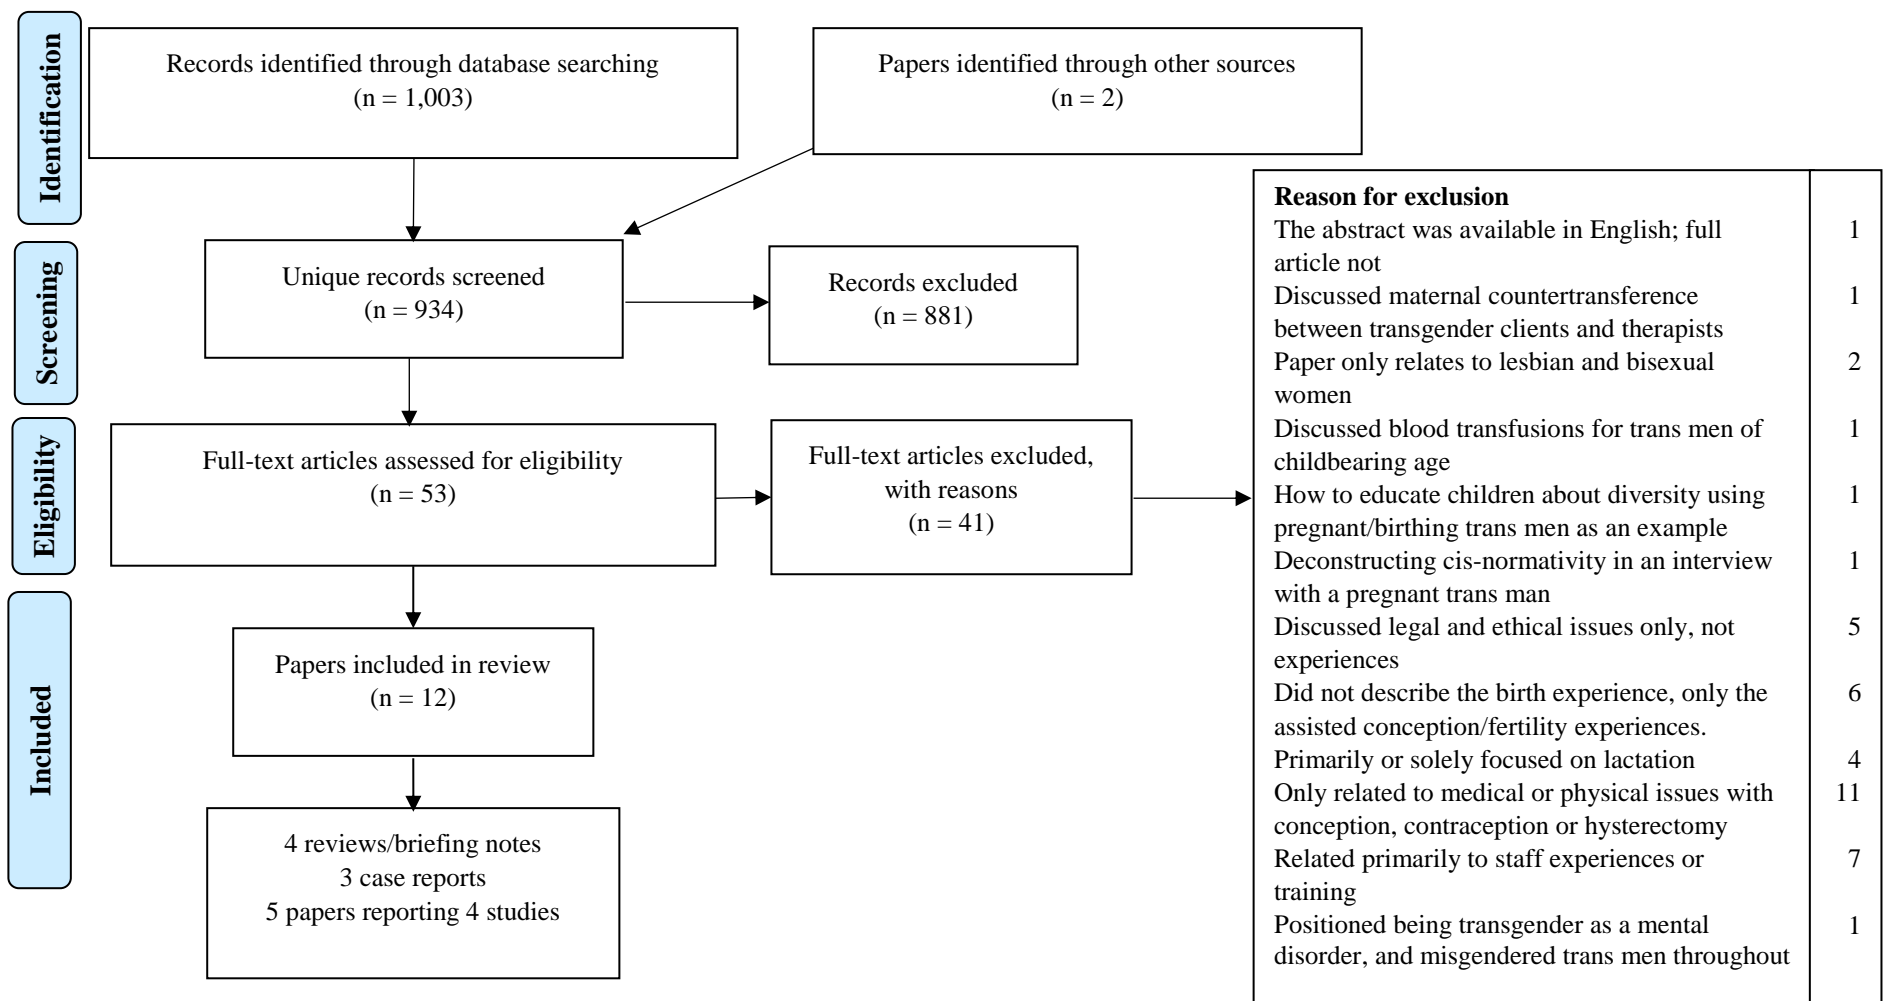 Identification
Records identified through database searching
(n = 1,003)
Papers identified through other sources
(n = 2)
Screening
Unique records screened
(n = 934)
Records excluded
(n = 881)
Eligibility
Full-text articles assessed for eligibility
(n = 53)
Full-text articles excluded,
with reasons
(n = 41)
Included
Papers included in review
(n = 12)
4 reviews/briefing notes
3 case reports
5 papers reporting 4 studies
Reason for exclusion
The abstract was available in English; full 1
article not
Discussed maternal countertransference 1
between transgender clients and therapists
Paper only relates to lesbian and bisexual 2
women
Discussed blood transfusions for trans men of 1
childbearing age
How to educate children about diversity using 1
pregnant/birthing trans men as an example
Deconstructing cis-normativity in an interview 1
with a pregnant trans man
Discussed legal and ethical issues only, not 5
experiences
Did not describe the birth experience, only the 6
assisted conception/fertility experiences.
Primarily or solely focused on lactation 4
Only related to medical or physical issues with 11
conception, contraception or hysterectomy
Related primarily to staff experiences or 7
training
Positioned being transgender as a mental 1
disorder, and misgendered trans men throughout